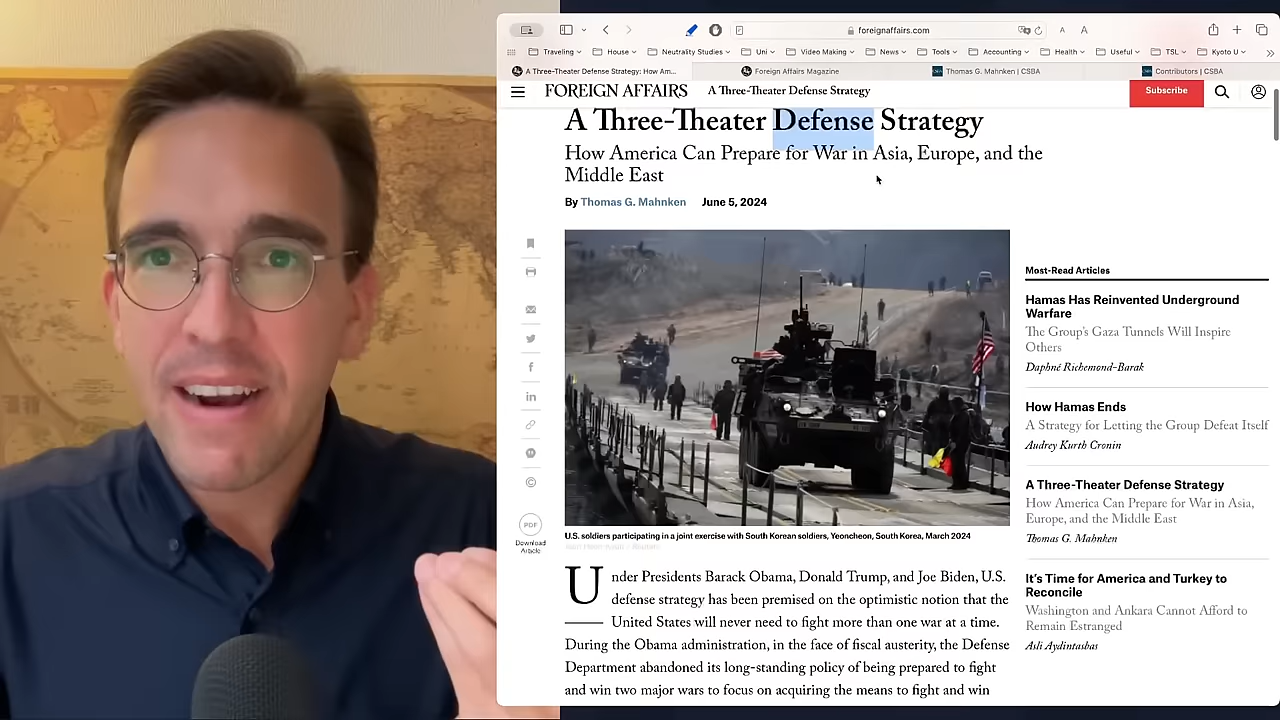 foreignaffairs.com
A
A
Traveling
House
Neutrality Studies
Uni
Video Making
News
Tools
Accounting
Health
Useful
TSL
Kyoto U
A Three-Theater Defense Strategy: How Am...
Foreign Affairs Magazine
Thomas G. Mahnken | CSBA
Contributors | CSBA
FOREIGN AFFAIRS
A Three-Theater Defense Strategy
Subscribe
A Three-Theater Defense Strategy
How America Can Prepare for War in Asia, Europe, and the
Middle East
By Thomas G. Mahnken June 5, 2024
PDF
Download
Article
U.S. soldiers participating in a joint exercise with South Korean soldiers, Yeoncheon, South Korea, March 2024
Under Presidents Barack Obama, Donald Trump, and Joe Biden, U.S.
defense strategy has been premised on the optimistic notion that the
United States will never need to fight more than one war at a time.
During the Obama administration, in the face of fiscal austerity, the Defense
Department abandoned its long-standing policy of being prepared to fight
and win two major wars to focus on acquiring the means to fight and win
Most-Read Articles
Hamas Has Reinvented Underground
Warfare
The Group's Gaza Tunnels Will Inspire
Others
Daphné Richemond-Barak
How Hamas Ends
A Strategy for Letting the Group Defeat Itself
Audrey Kurth Cronin
A Three-Theater Defense Strategy
How America Can Prepare for War in Asia,
Europe, and the Middle East
Thomas G. Mahnken
It's Time for America and Turkey to
Reconcile
Washington and Ankara Cannot Afford to
Remain Estranged
Asli Aydintasbas